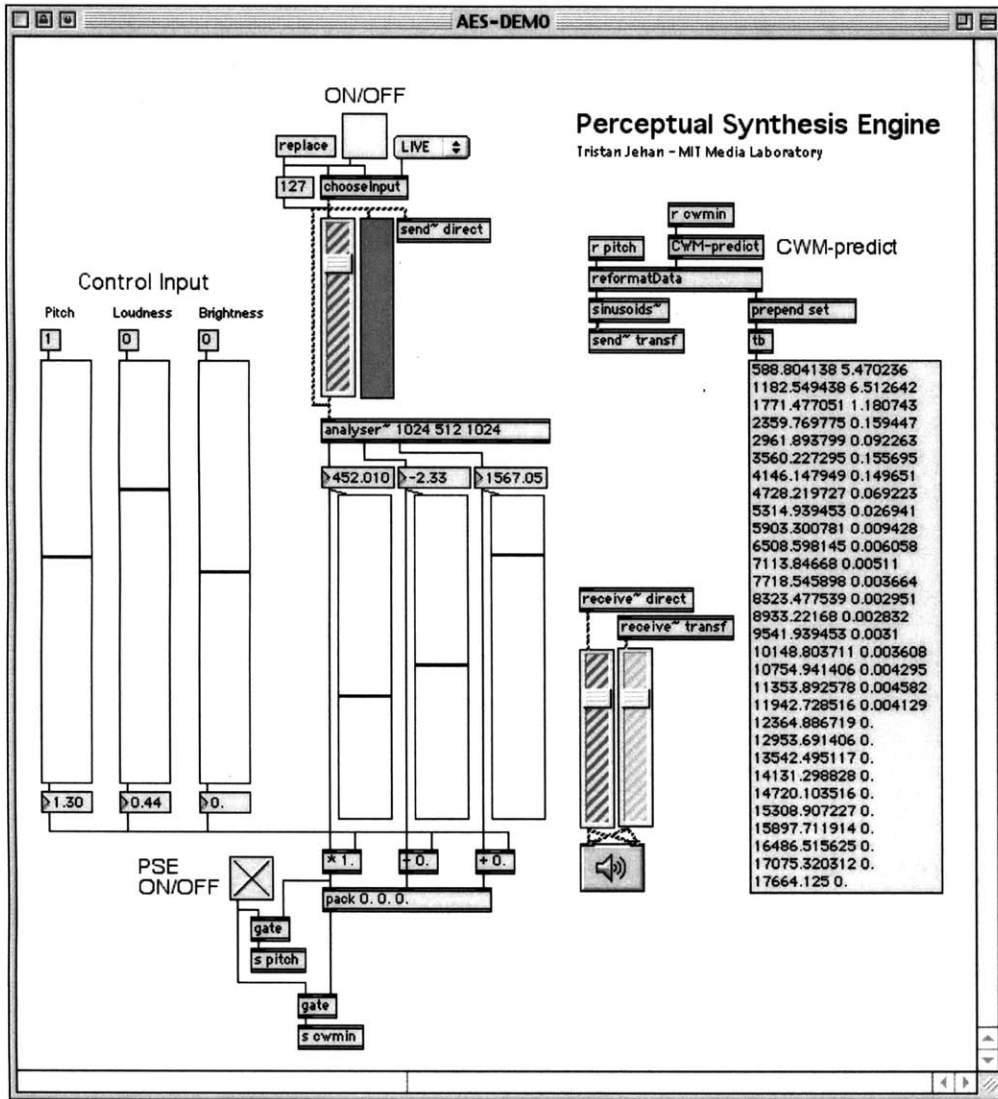 AES-DEMO
ON/OFF
replace
LIVE
127
chooseInput
send~ direct
Perceptual Synthesis Engine
Tristan Jehan - MIT Media Laboratory
r cwmin
r pitch
CWM-predict
CWM-predict
reformatData
sinusoids~
prepend set
send~ transf
tb
Control Input
Pitch Loudness Brightness
1 0 0
analyser~ 1024 512 1024
452.010 -2.33 1567.05
588.804138 5.470236
1182.549438 6.512642
1771.477051 1.180743
2359.769775 0.159447
2961.893799 0.092263
3560.227295 0.155695
4146.147949 0.149651
4728.219727 0.069223
5314.939453 0.026941
5903.300781 0.009428
6508.598145 0.006058
7113.84668 0.00511
7718.545898 0.003664
8323.477539 0.002951
8933.22168 0.002832
9541.939453 0.0031
10148.803711 0.003608
10754.941406 0.004295
11353.892578 0.004582
11942.728516 0.004129
12364.886719 0.
12953.691406 0.
13542.495117 0.
14131.298828 0.
14720.103516 0.
15308.907227 0.
15897.711914 0.
16486.515625 0.
17075.320312 0.
17664.125 0.
receive~ direct
receive~ transf
1.30 0.44 0.
* 1. + 0. + 0.
PSE
ON/OFF
pack 0. 0. 0.
gate
s pitch
gate
s cwmin